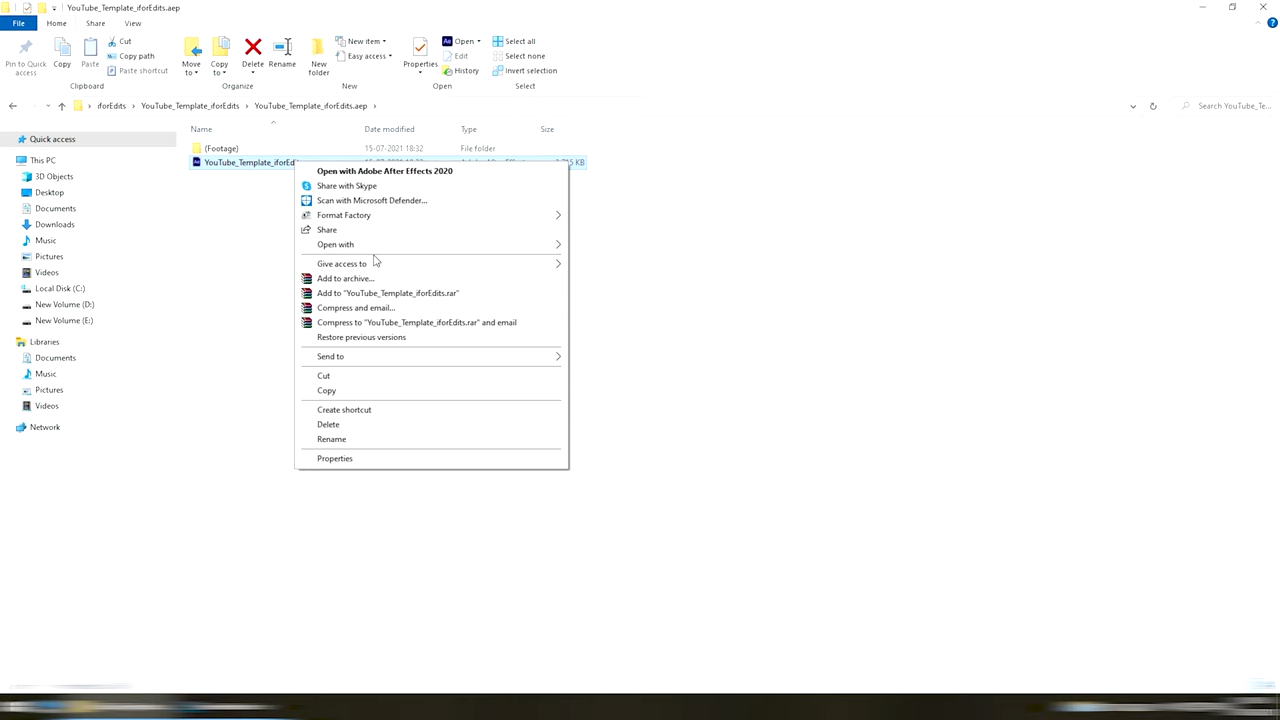 YouTube_Template_iforEdits.aep
File Home Share View
Pin to Quick access
Copy
Paste
Cut
Copy path
Paste shortcut
Clipboard
Move to
Copy to
Delete
Rename
Organize
New folder
New item
Easy access
New
Properties
Open
Edit
History
Open
Select all
Select none
Invert selection
Select
iforEdits > YouTube_Template_iforEdits > YouTube_Template_iforEdits.aep >
Search YouTube_Te...
Name Date modified Type Size
(Footage) 15-07-2021 18:32 File folder
YouTube_Template_iforEdi
KB
Quick access
This PC
3D Objects
Desktop
Documents
Downloads
Music
Pictures
Videos
Local Disk (C:)
New Volume (D:)
New Volume (E:)
Libraries
Documents
Music
Pictures
Videos
Network
Open with Adobe After Effects 2020
Share with Skype
Scan with Microsoft Defender...
Format Factory
Share
Open with
Give access to
Add to archive...
Add to "YouTube_Template_iforEdits.rar"
Compress and email...
Compress to "YouTube_Template_iforEdits.rar" and email
Restore previous versions
Send to
Cut
Copy
Create shortcut
Delete
Rename
Properties